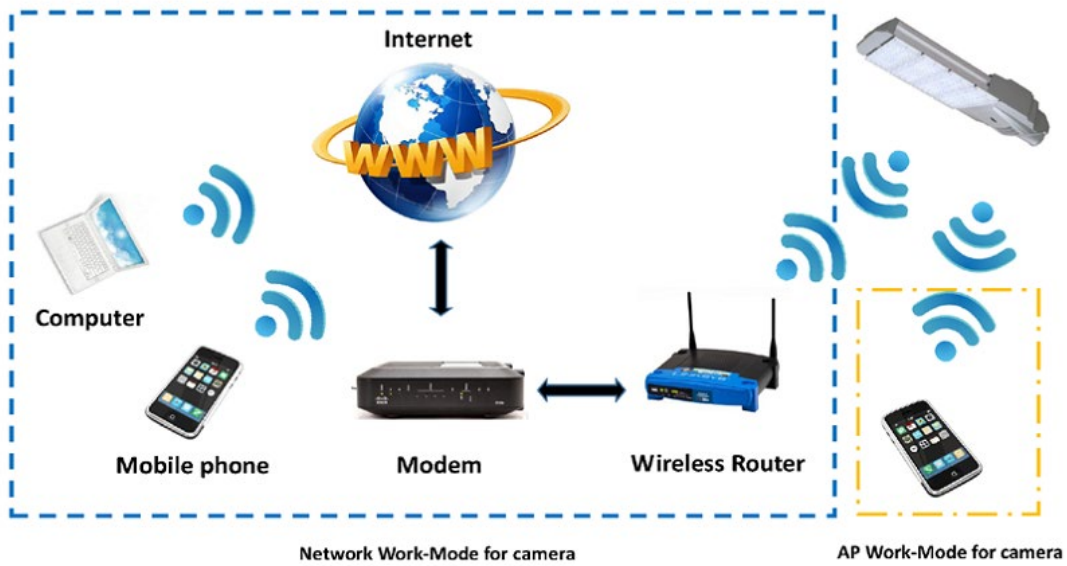 Internet
WWW
Computer
Mobile phone
Modem
Wireless Router
Network Work-Mode for camera
AP Work-Mode for camera